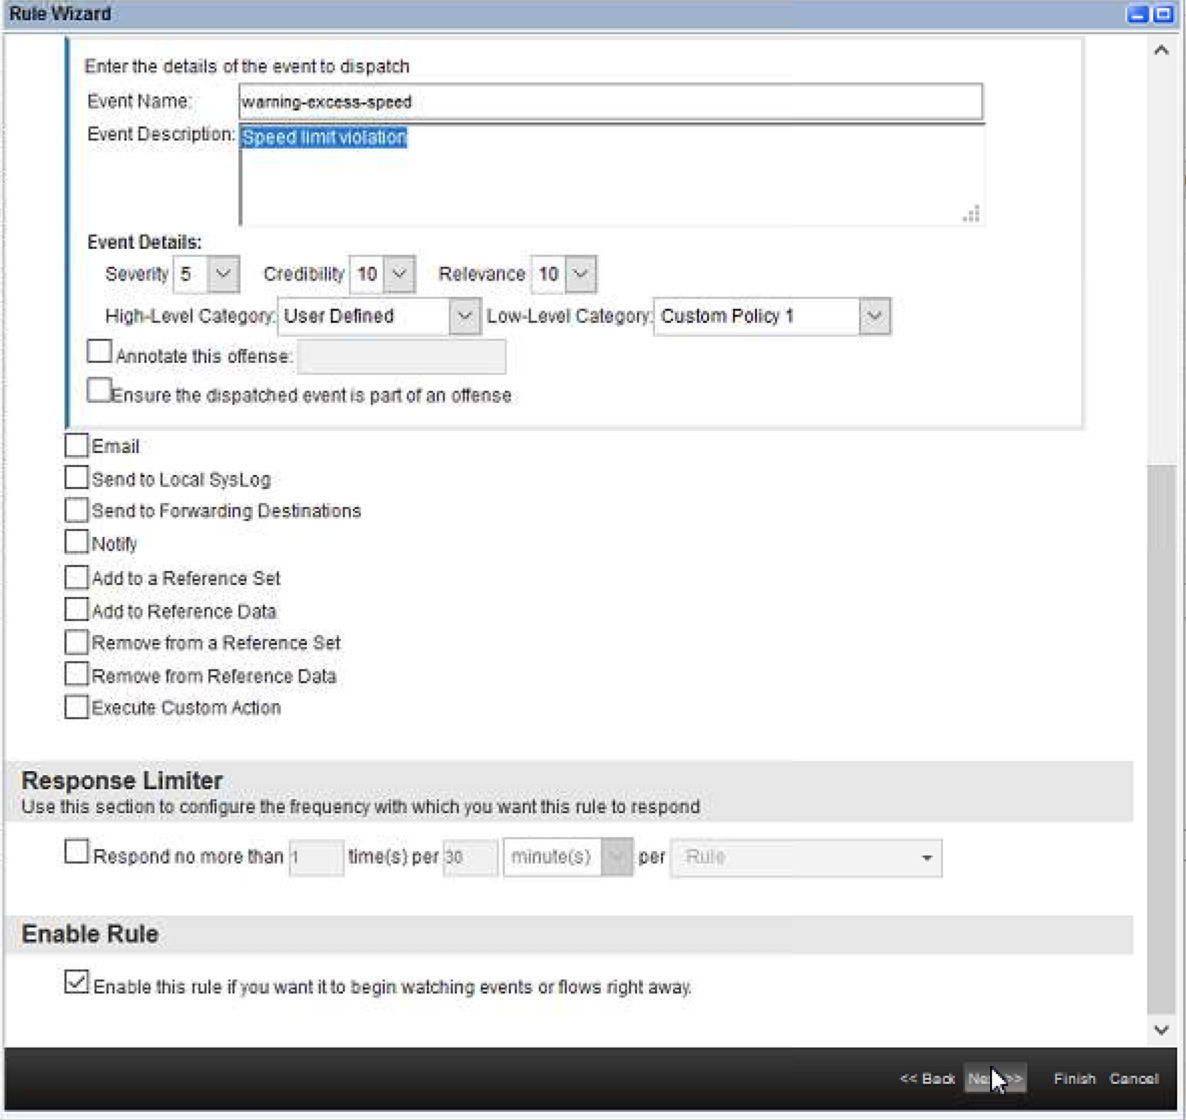 Rule Wizard
Enter the details of the event to dispatch
Event Name: warning-excess-speed
Event Description: Speed limit violation
Event Details:
Severity 5 Credibility 10 Relevance 10
High-Level Category: User Defined Low-Level Category: Custom Policy 1
Annotate this offense:
Ensure the dispatched event is part of an offense
Email
Send to Local SysLog
Send to Forwarding Destinations
Notify
Add to a Reference Set
Add to Reference Data
Remove from a Reference Set
Remove from Reference Data
Execute Custom Action
Response Limiter
Use this section to configure the frequency with which you want this rule to respond
Respond no more than 1 time(s) per 30 minute(s) per Rule
Enable Rule
Enable this rule if you want it to begin watching events or flows right away.
<< Back >> Finish Cancel